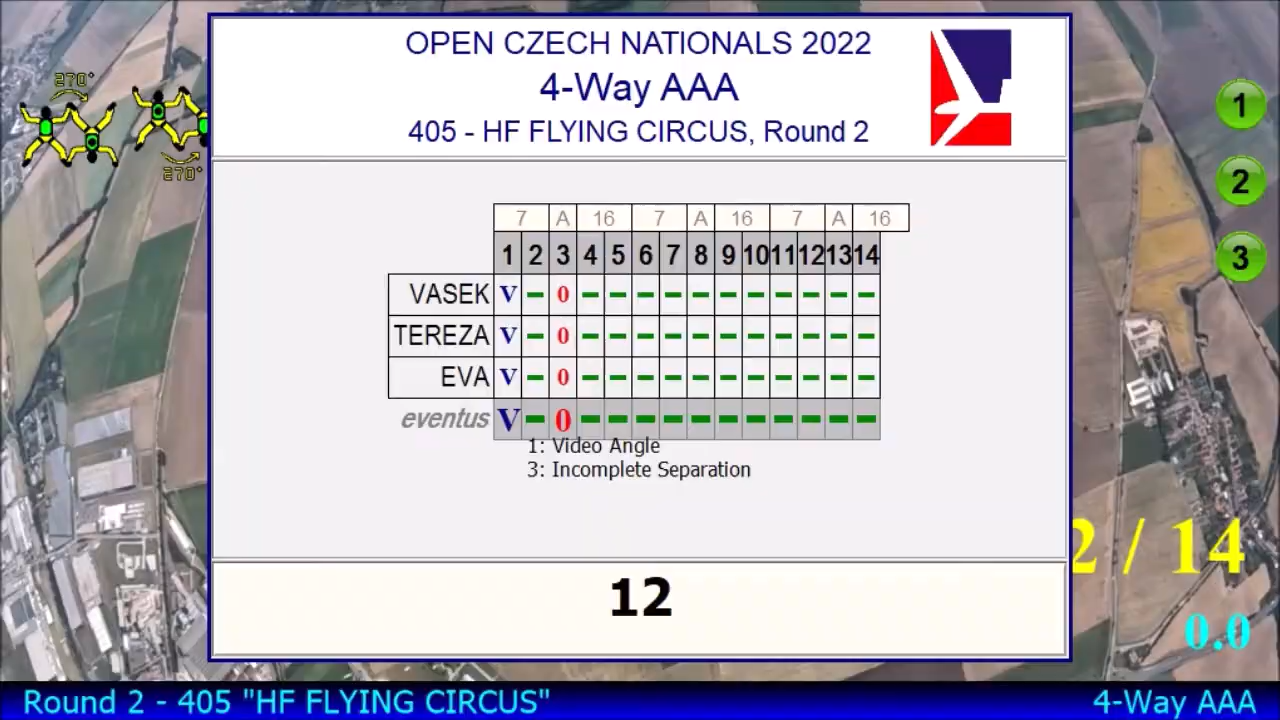 OPEN CZECH NATIONALS 2022
4-Way AAA
405 - HF FLYING CIRCUS, Round 2
270°
270°
1
2
3
7 A 16 7 A 16 7 A 16
1 2 3 4 5 6 7 8 9 10 11 12 13 14
VASEK V - 0 - - - - - - - - - - -
TEREZA V - 0 - - - - - - - - - - -
EVA V - 0 - - - - - - - - - - -
eventus V - 0 - - - - - - - - - - -
1: Video Angle
3: Incomplete Separation
12
2 / 14
0.0
Round 2 - 405 "HF FLYING CIRCUS"
4-Way AAA